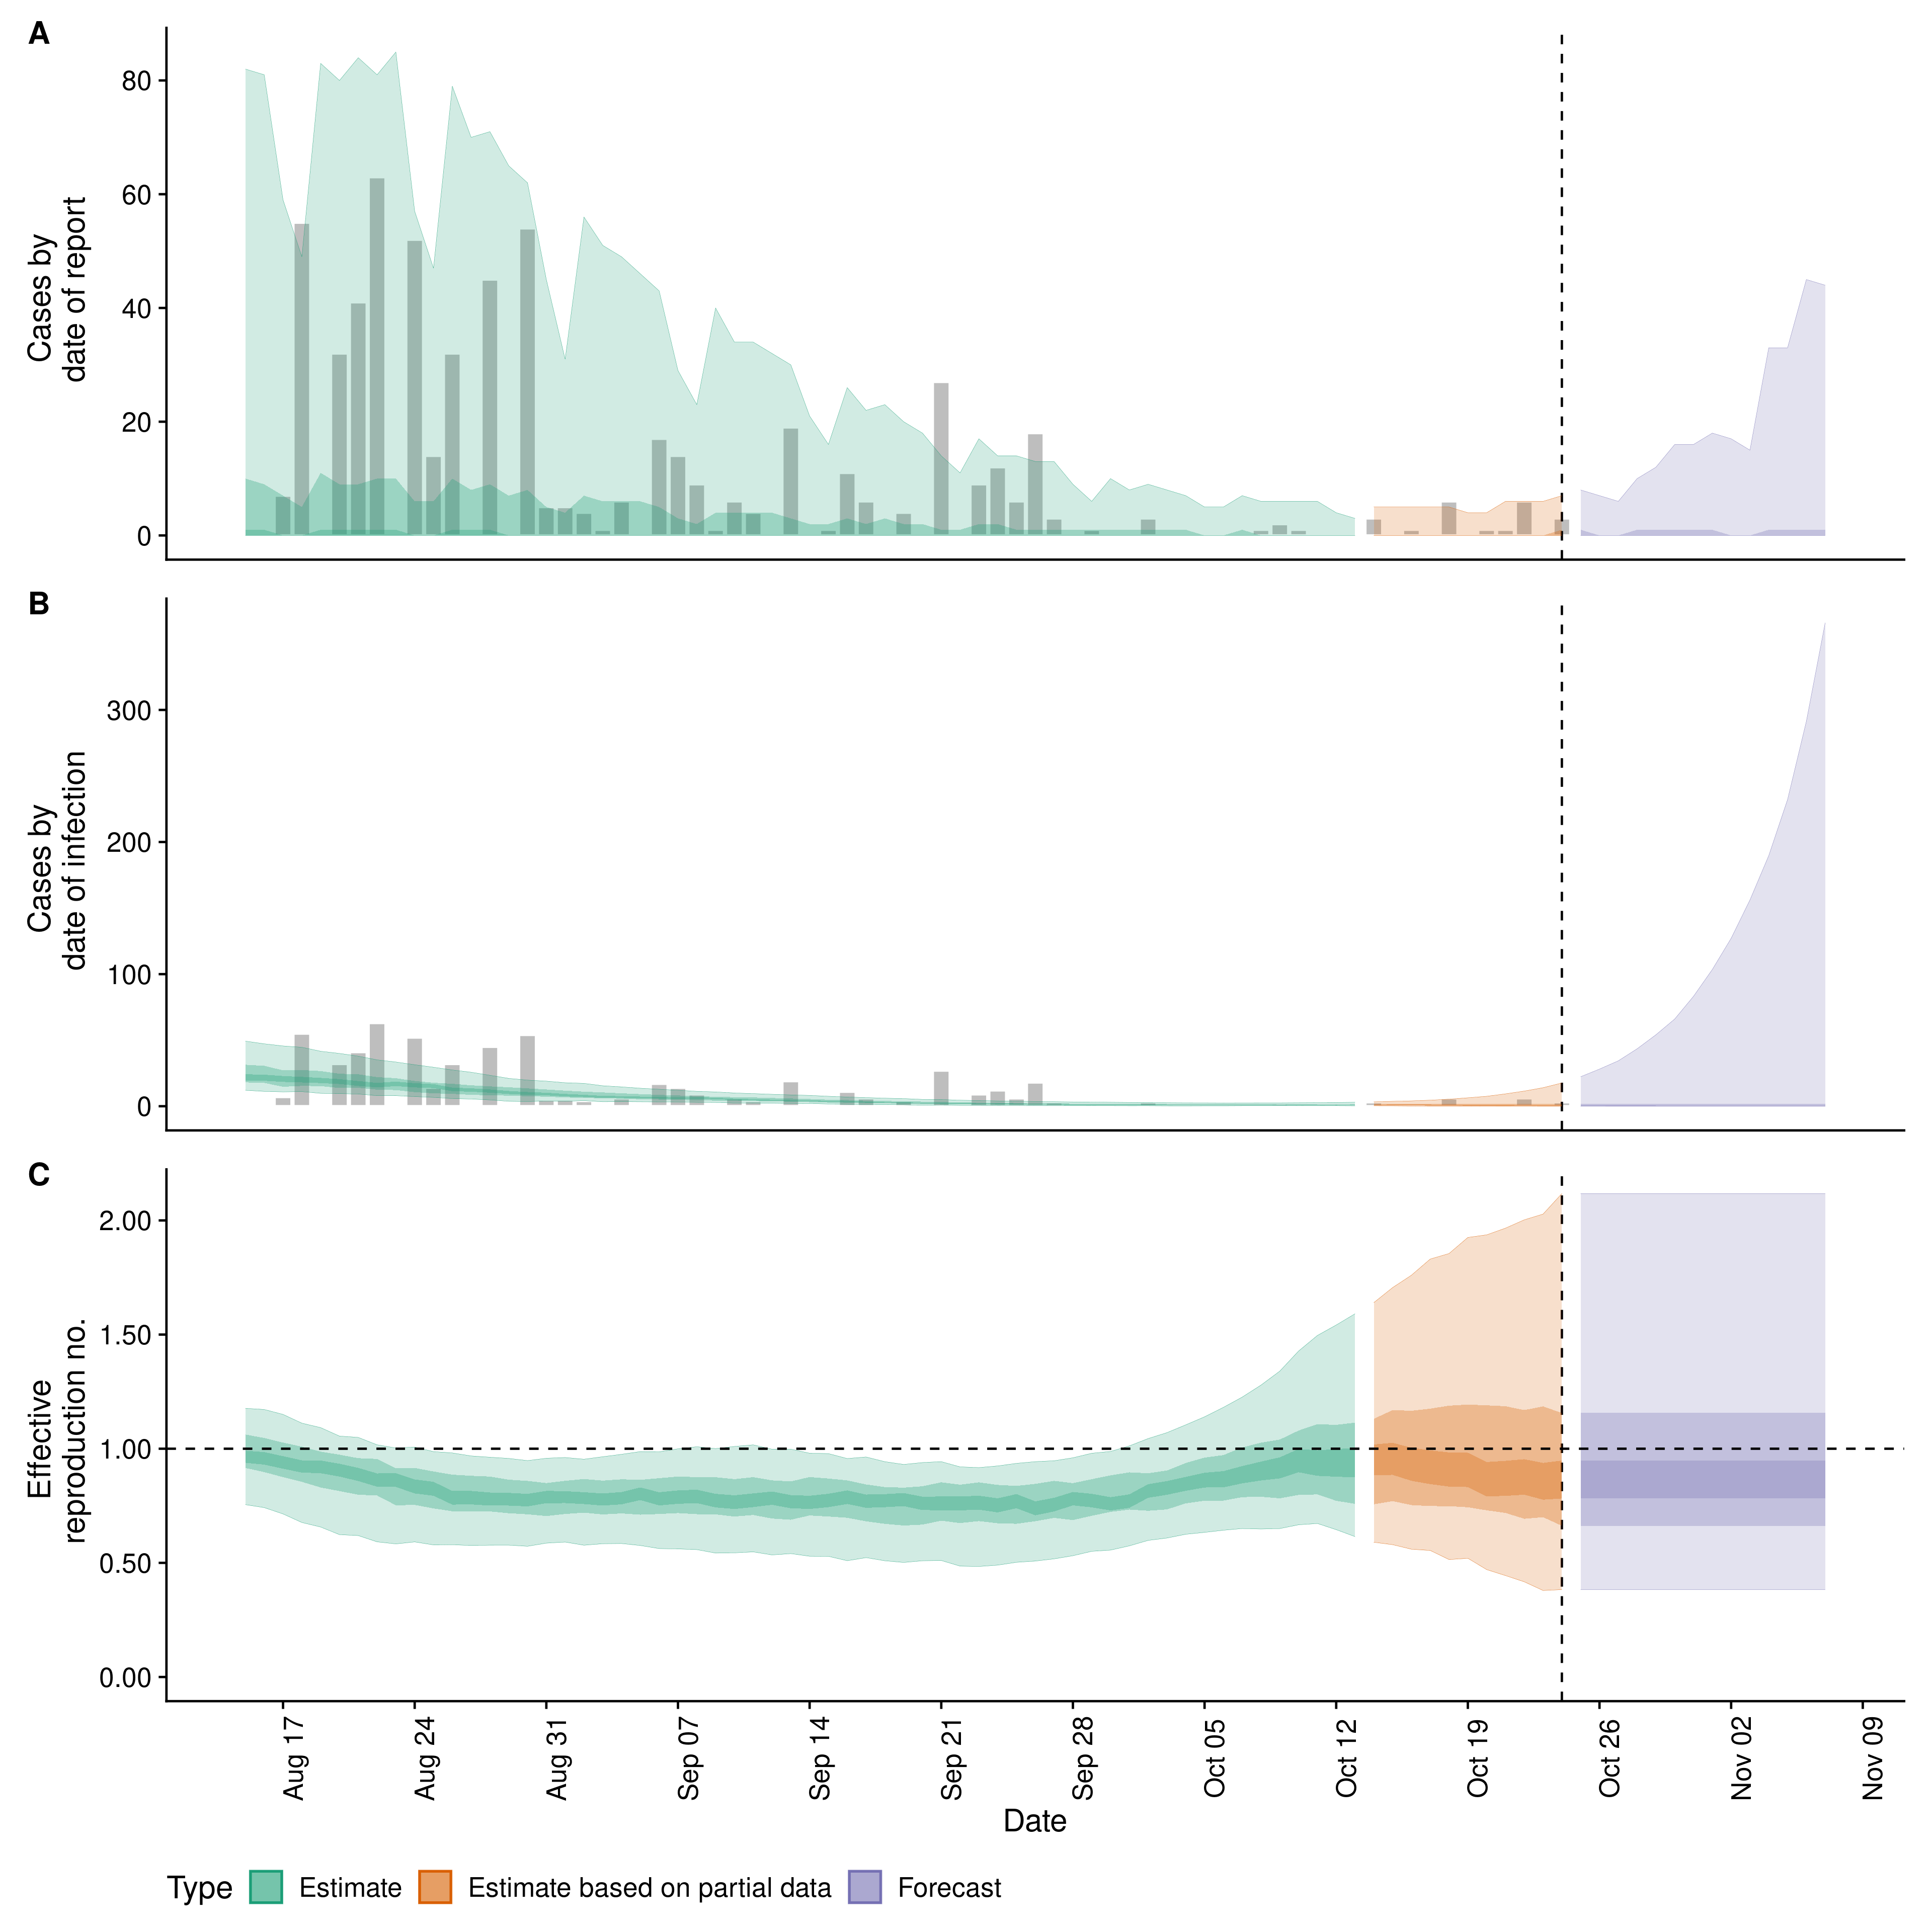 A
Cases by
date of report
80
60
40
20
0
B
Cases by
date of infection
300
200
100
0
C
Effective
reproduction no.
2.00
1.50
1.00
0.50
0.00
Aug 17
Aug 24
Aug 31
Sep 07
Sep 14
Sep 21
Sep 28
Oct 05
Oct 12
Oct 19
Oct 26
Nov 02
Nov 09
Date
Type Estimate Estimate based on partial data Forecast